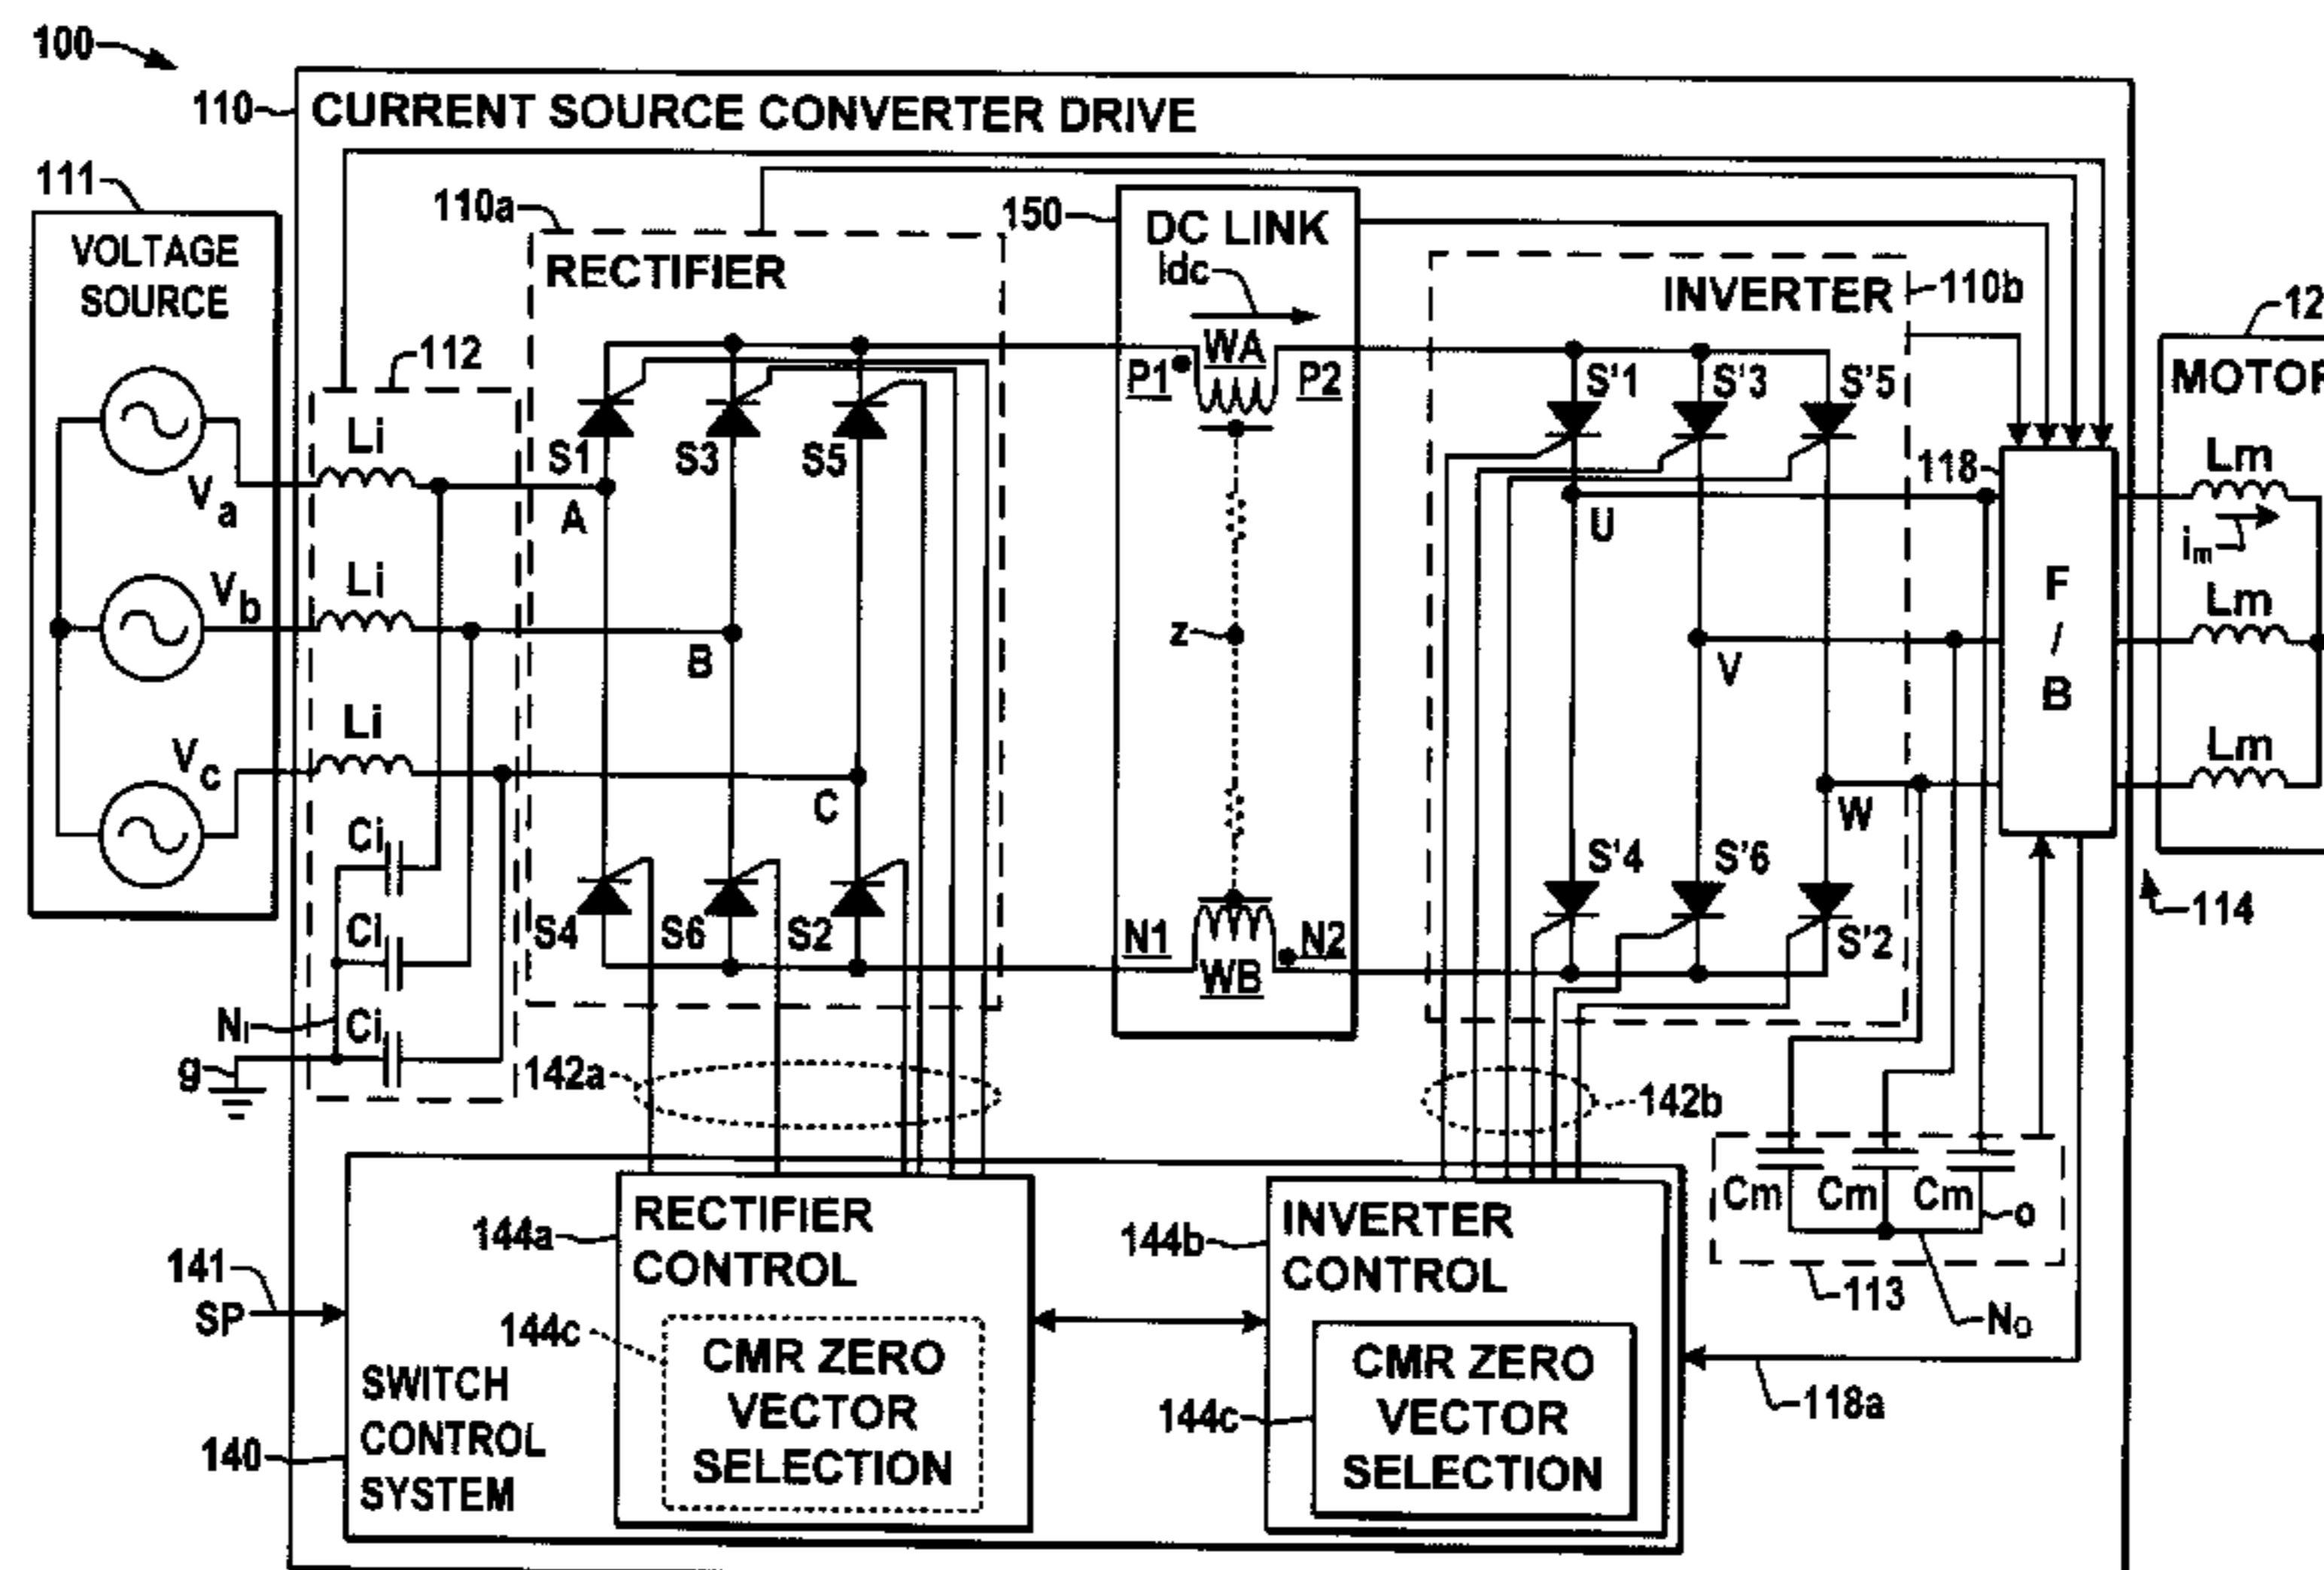 100
110
CURRENT SOURCE CONVERTER DRIVE
111
VOLTAGE
SOURCE
Va
Vb
Vc
112
Li
Li
Li
Ci
Ci
Ci
NI
g
110a
RECTIFIER
S1
S3
S5
A
B
C
S4
S6
S2
150
DC LINK
Idc
WA
P1
P2
z
N1
N2
WB
INVERTER
110b
S'1
S'3
S'5
U
V
W
S'4
S'6
S'2
118
F
/
B
12
MOTOR
Lm
im
Lm
Lm
114
142a
142b
Cm
Cm
Cm
o
113
NO
118a
141
SP
140
SWITCH
CONTROL
SYSTEM
144a
RECTIFIER
CONTROL
144c
CMR ZERO
VECTOR
SELECTION
144b
INVERTER
CONTROL
144c
CMR ZERO
VECTOR
SELECTION